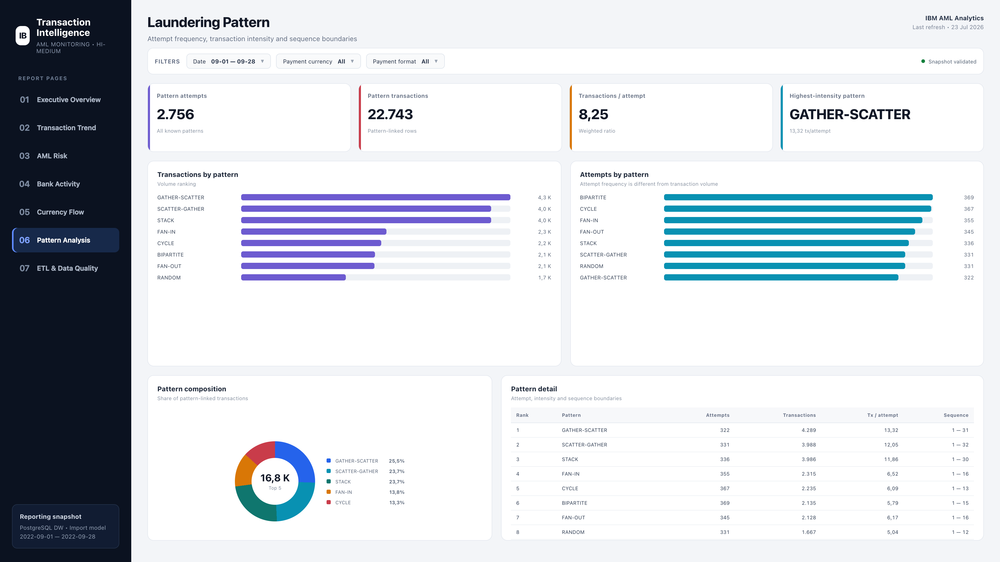 IB
Transaction
Intelligence
AML MONITORING • HI-
MEDIUM
REPORT PAGES
01 Executive Overview
02 Transaction Trend
03 AML Risk
04 Bank Activity
05 Currency Flow
06 Pattern Analysis
07 ETL & Data Quality
Reporting snapshot
PostgreSQL DW • Import model
2022-09-01 — 2022-09-28
Laundering Pattern
Attempt frequency, transaction intensity and sequence boundaries
IBM AML Analytics
Last refresh • 23 Jul 2026
FILTERS Date 09-01 — 09-28 ▼ Payment currency All ▼ Payment format All ▼ Snapshot validated
Pattern attempts
2.756
All known patterns
Pattern transactions
22.743
Pattern-linked rows
Transactions / attempt
8,25
Weighted ratio
Highest-intensity pattern
GATHER-SCATTER
13,32 tx/attempt
Transactions by pattern
Volume ranking
GATHER-SCATTER 4,3 K
SCATTER-GATHER 4,0 K
STACK 4,0 K
FAN-IN 2,3 K
CYCLE 2,2 K
BIPARTITE 2,1 K
FAN-OUT 2,1 K
RANDOM 1,7 K
Attempts by pattern
Attempt frequency is different from transaction volume
BIPARTITE 369
CYCLE 367
FAN-IN 355
FAN-OUT 345
STACK 336
SCATTER-GATHER 331
RANDOM 331
GATHER-SCATTER 322
Pattern composition
Share of pattern-linked transactions
16,8 K
Top 5
GATHER-SCATTER 25,5%
SCATTER-GATHER 23,7%
STACK 23,7%
FAN-IN 13,8%
CYCLE 13,3%
Pattern detail
Attempt, intensity and sequence boundaries
Rank Pattern Attempts Transactions Tx / attempt Sequence
1 GATHER-SCATTER 322 4.289 13,32 1 — 31
2 SCATTER-GATHER 331 3.988 12,05 1 — 32
3 STACK 336 3.986 11,86 1 — 30
4 FAN-IN 355 2.315 6,52 1 — 16
5 CYCLE 367 2.235 6,09 1 — 13
6 BIPARTITE 369 2.135 5,79 1 — 15
7 FAN-OUT 345 2.128 6,17 1 — 16
8 RANDOM 331 1.667 5,04 1 — 12